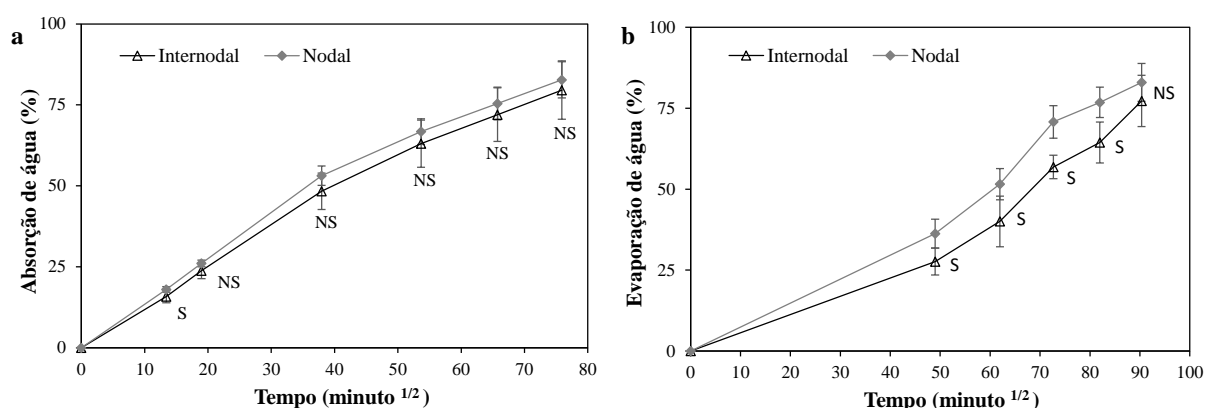 a
Internodal
Nodal
Absorção de água (%)
100
75
50
25
0
S
NS
NS
NS
NS
NS
0 10 20 30 40 50 60 70 80
Tempo (minuto 1/2 )
b
Internodal
Nodal
Evaporação de água (%)
100
75
50
25
0
S
S
S
S
NS
0 10 20 30 40 50 60 70 80 90 100
Tempo (minuto 1/2 )